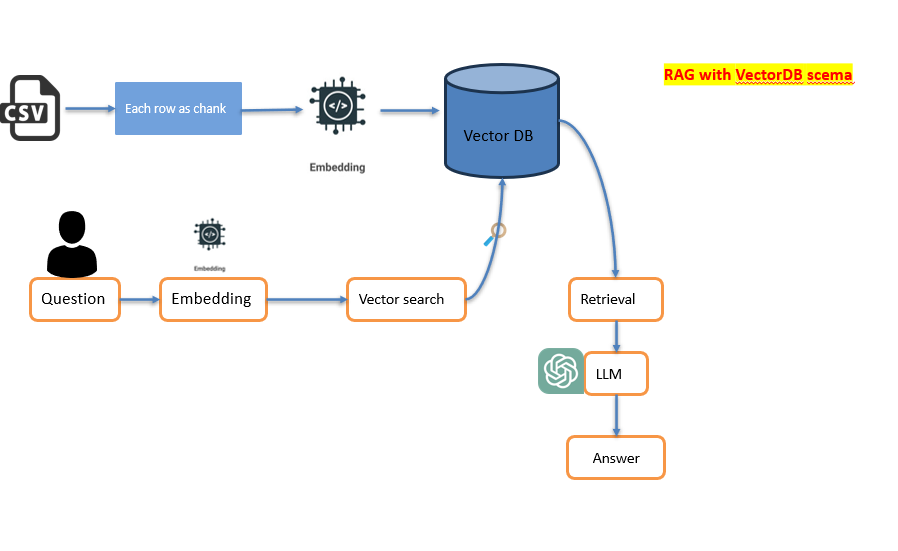 RAG with VectorDB scema
CSV
Each row as chank
</>
Embedding
Vector DB
</>
Embedding
Question
Embedding
Vector search
Retrieval
LLM
Answer